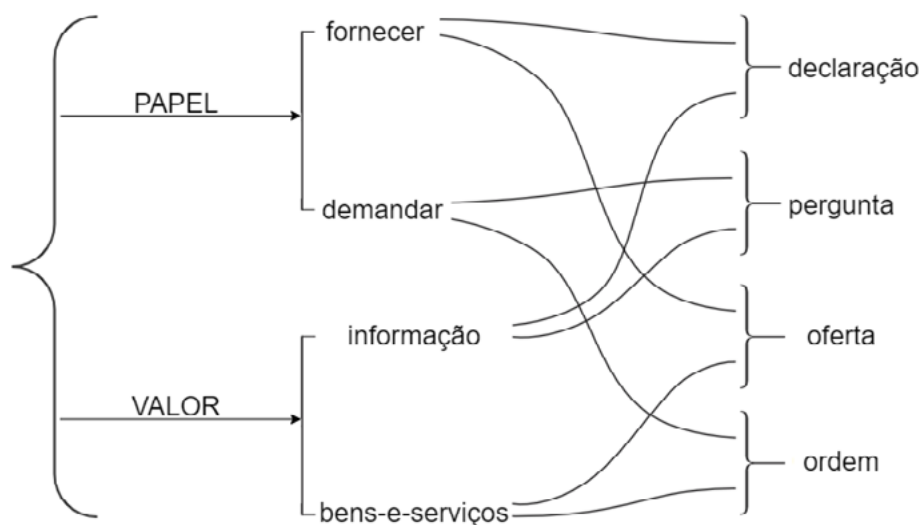 PAPEL
fornecer
demandar
VALOR
informação
bens-e-serviços
declaração
pergunta
oferta
ordem